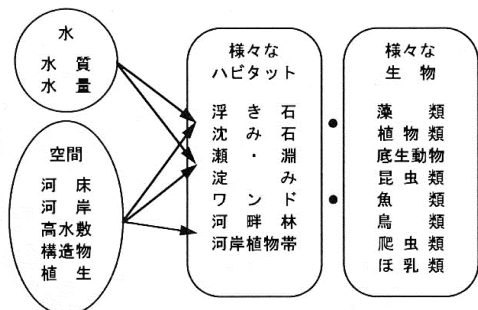 水
水質
水量
空間
河床
河岸
高水敷
構造物
植生
様々な
ハビタット
浮き石
沈み石
瀬・淵
淀み
ワンド
河畔林
河岸植物帯
様々な
生物
藻類
植物類
底生動物
昆虫類
魚類
鳥類
爬虫類
ほ乳類